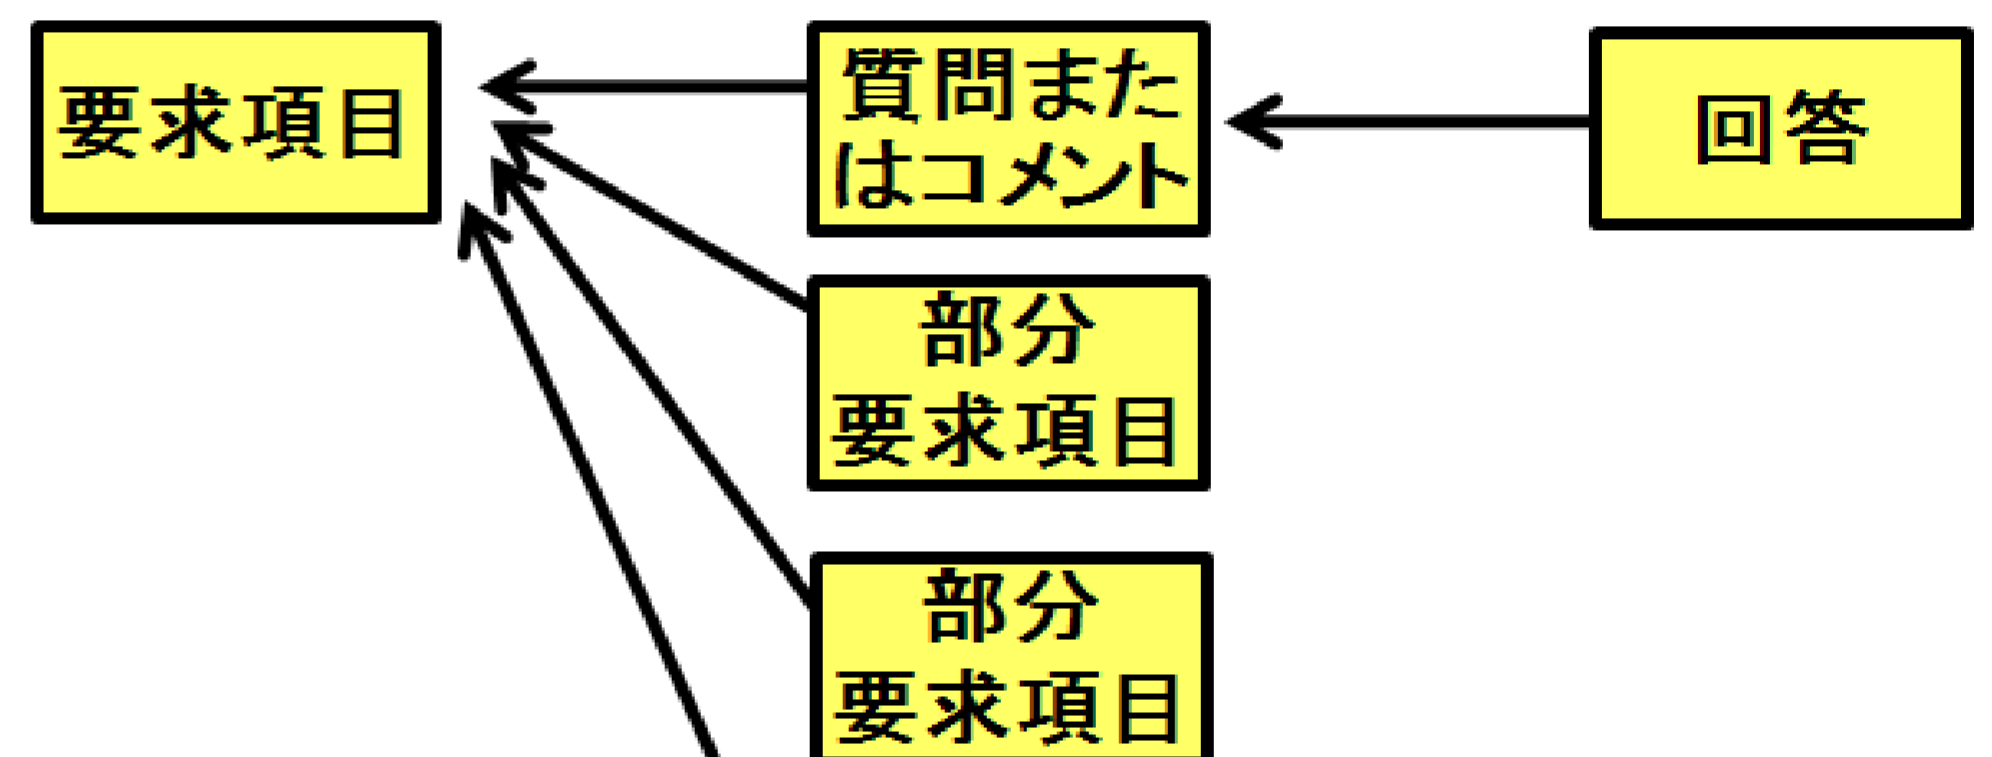 要求項目
質問また
はコメント
回答
部分
要求項目
部分
要求項目